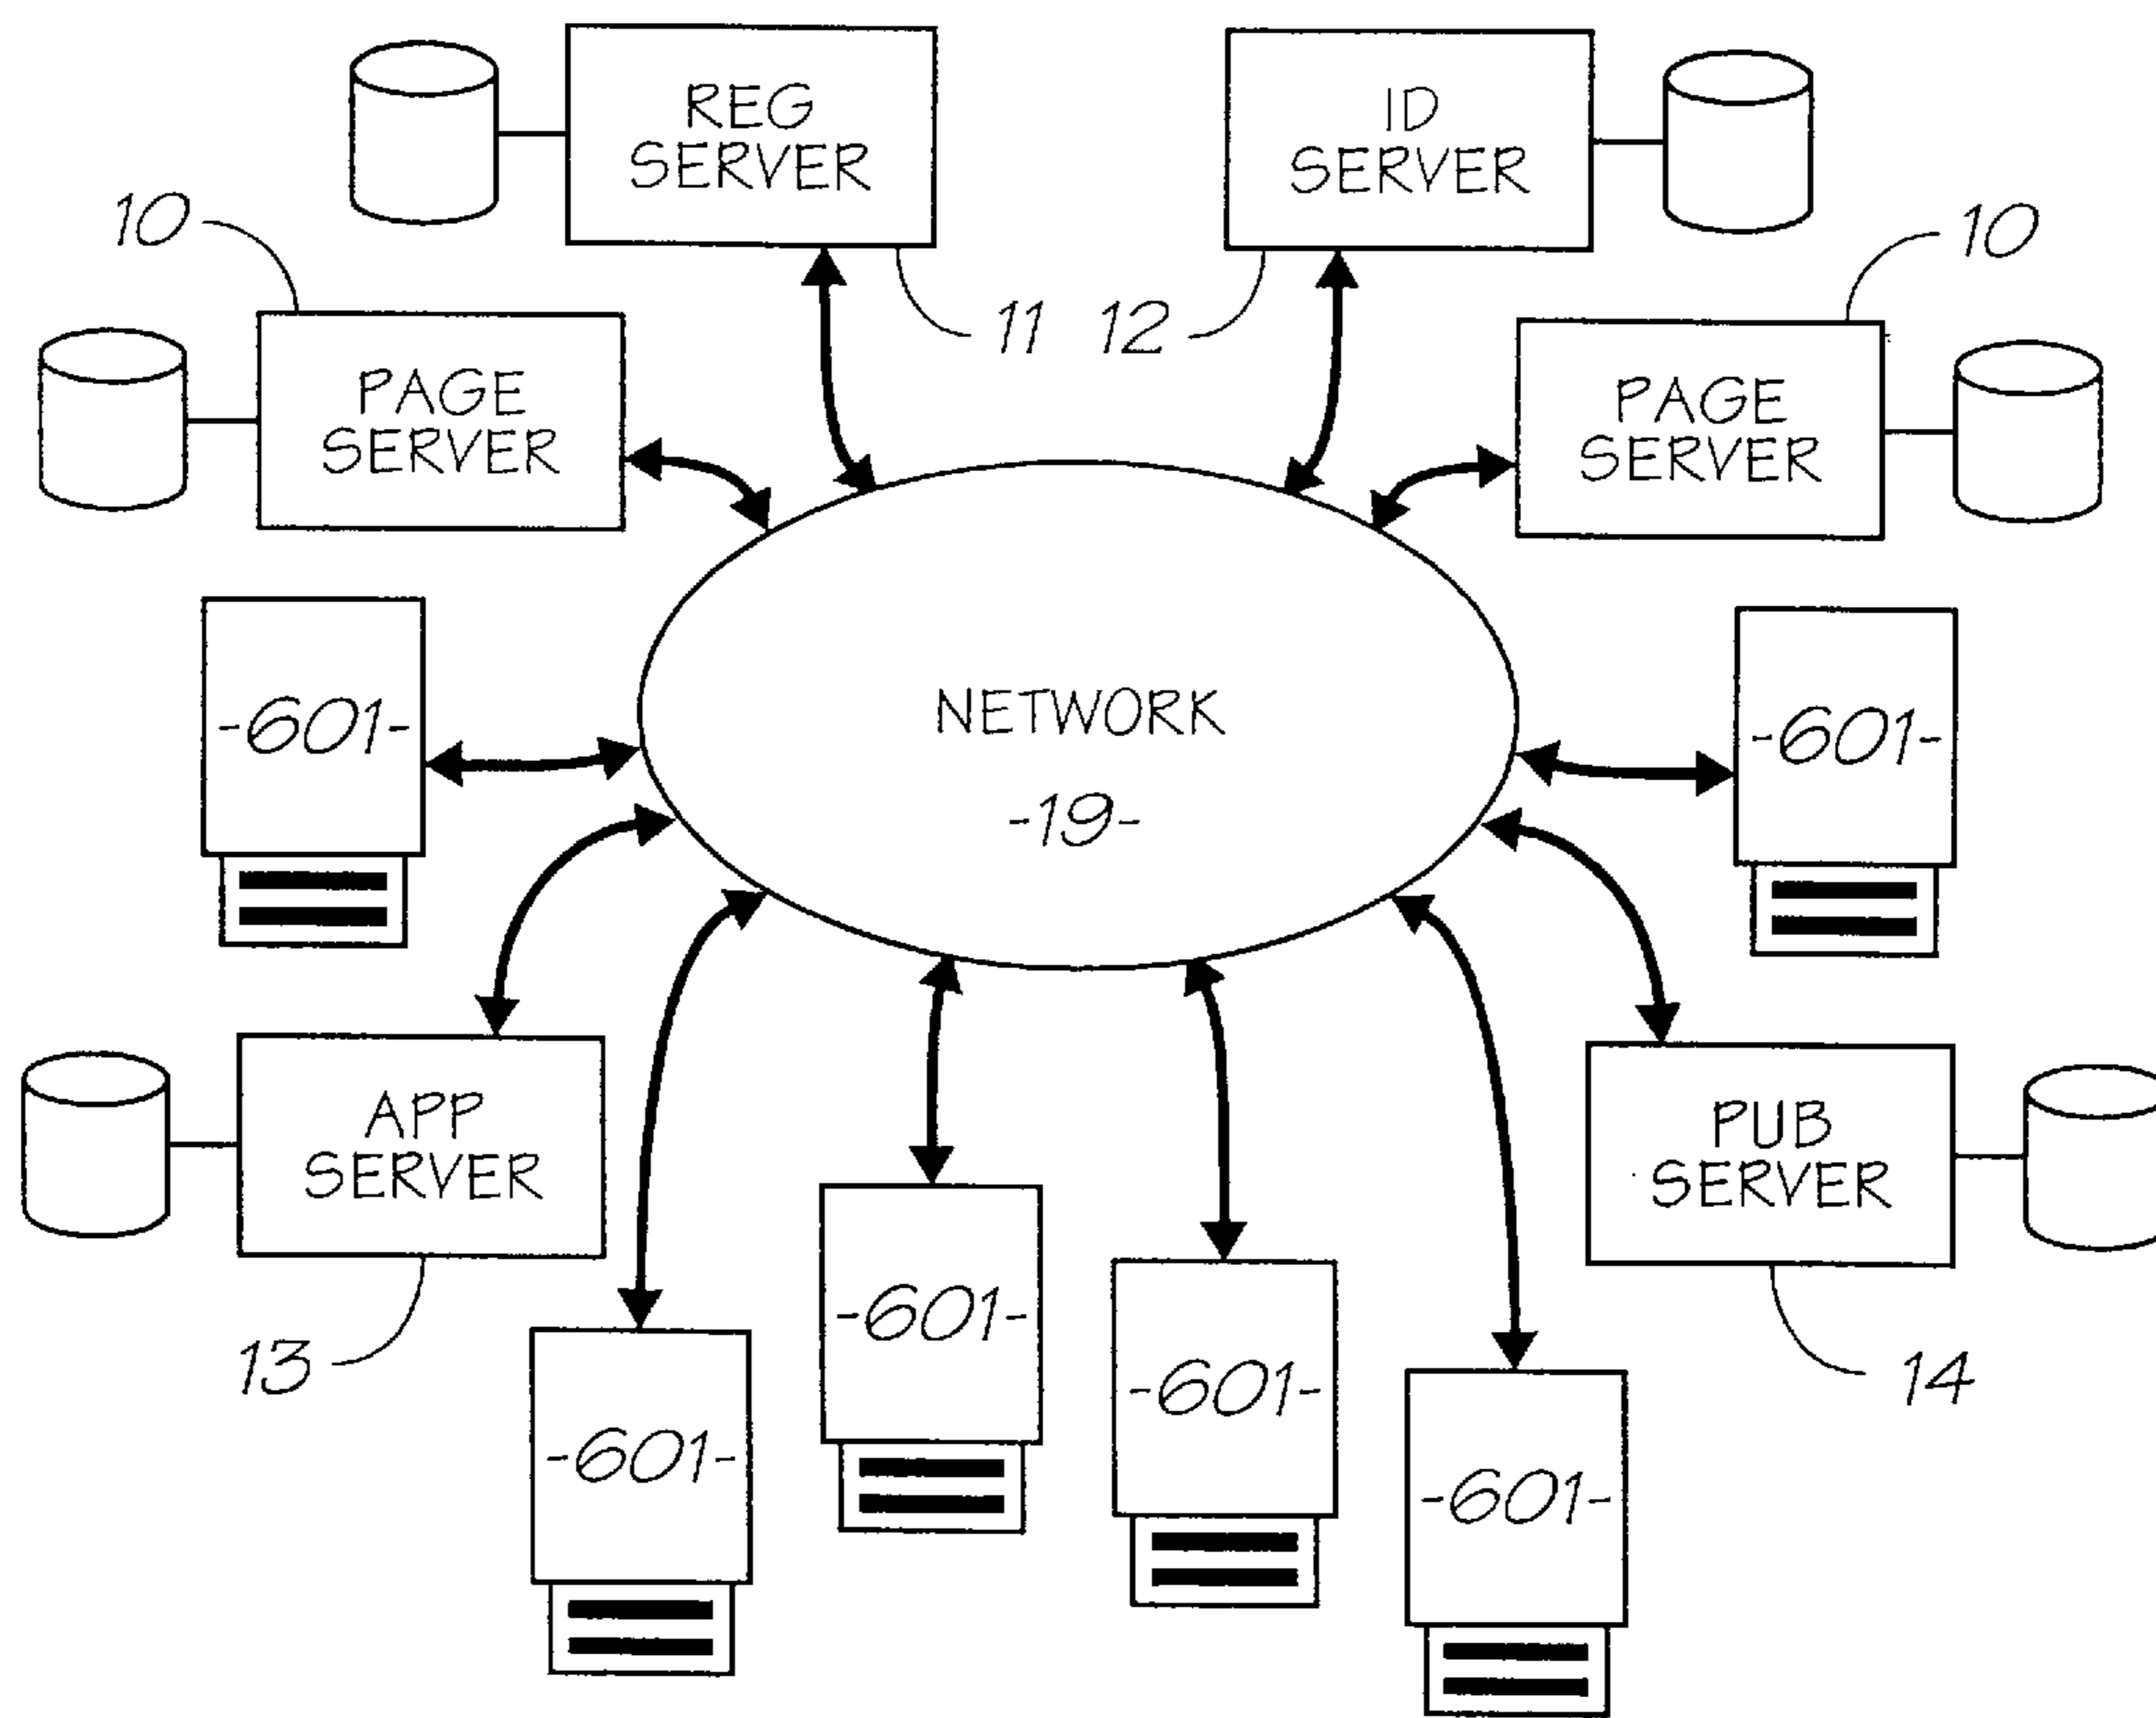 REG
SERVER
ID
SERVER
10
10
11
12
PAGE
SERVER
PAGE
SERVER
-601-
NETWORK
-19-
-601-
APP
SERVER
PUB
SERVER
13
-601-
-601-
-601-
-601-
14